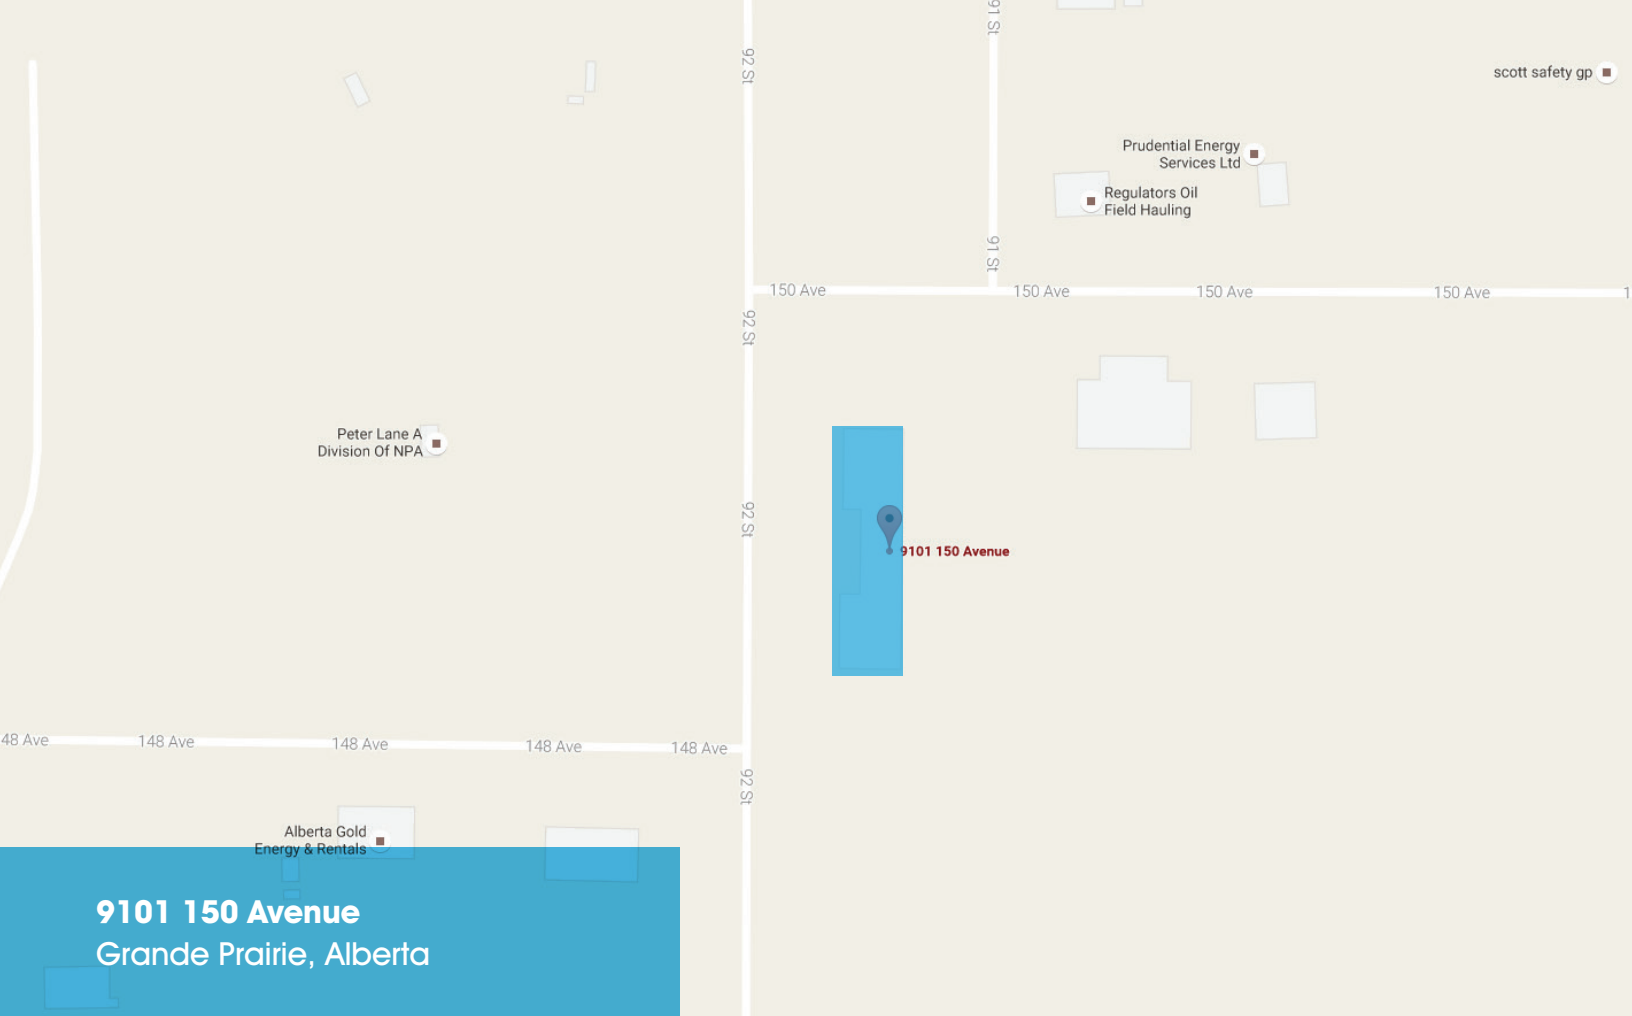 91 St
92 St
scott safety gp
Prudential Energy
Services Ltd
Regulators Oil
Field Hauling
91 St
150 Ave
150 Ave
150 Ave
150 Ave
1
92 St
Peter Lane A
Division Of NPA
92 St
9101 150 Avenue
48 Ave
148 Ave
148 Ave
148 Ave
148 Ave
92 St
Alberta Gold
Energy & Rentals
9101 150 Avenue
Grande Prairie, Alberta